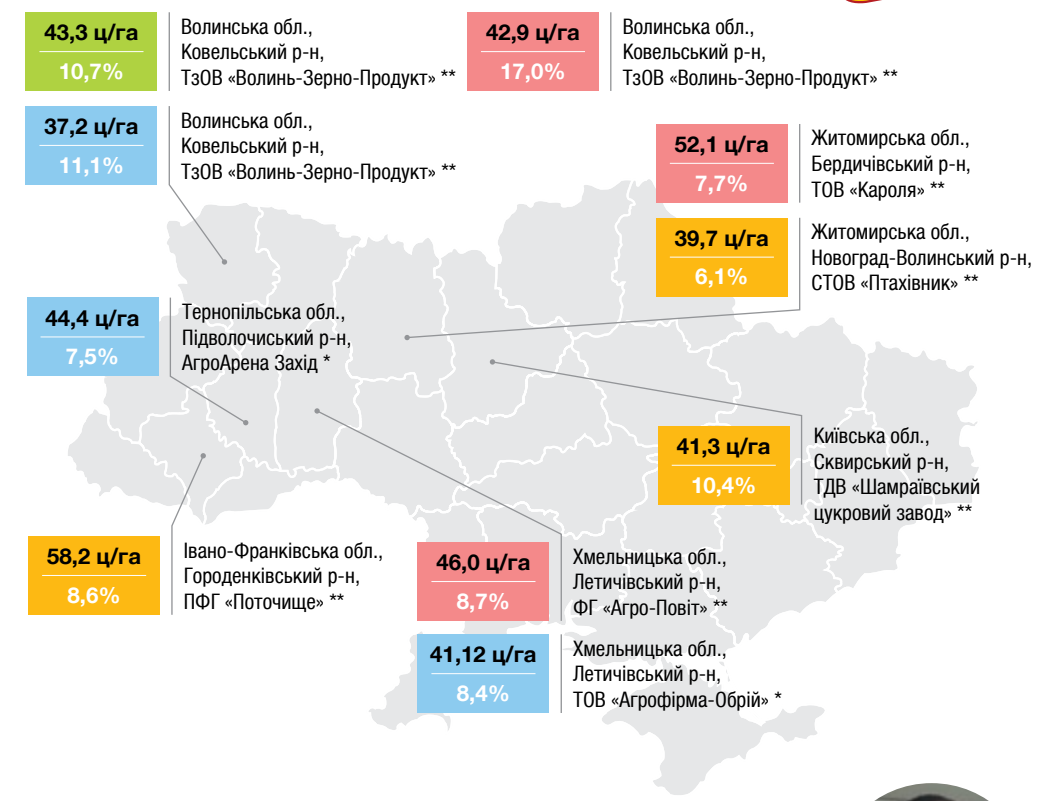 43,3 ц/га
10,7%
Волинська обл.,
Ковельський р-н,
ТзОВ «Волинь-Зерно-Продукт» **
42,9 ц/га
17,0%
Волинська обл.,
Ковельський р-н,
ТзОВ «Волинь-Зерно-Продукт» **
37,2 ц/га
11,1%
Волинська обл.,
Ковельський р-н,
ТзОВ «Волинь-Зерно-Продукт» **
52,1 ц/га
7,7%
Житомирська обл.,
Бердичівський р-н,
ТОВ «Кароля» **
39,7 ц/га
6,1%
Житомирська обл.,
Новоград-Волинський р-н,
СТОВ «Птахівник» **
44,4 ц/га
7,5%
Тернопільська обл.,
Підволочиський р-н,
АгроАрена Захід *
41,3 ц/га
10,4%
Київська обл.,
Сквирський р-н,
ТДВ «Шамраївський
цукровий завод» **
58,2 ц/га
8,6%
Івано-Франківська обл.,
Городенківський р-н,
ПФГ «Поточище» **
46,0 ц/га
8,7%
Хмельницька обл.,
Летичівський р-н,
ФГ «Агро-Повіт» **
41,12 ц/га
8,4%
Хмельницька обл.,
Летичівський р-н,
ТОВ «Агрофірма-Обрій» *